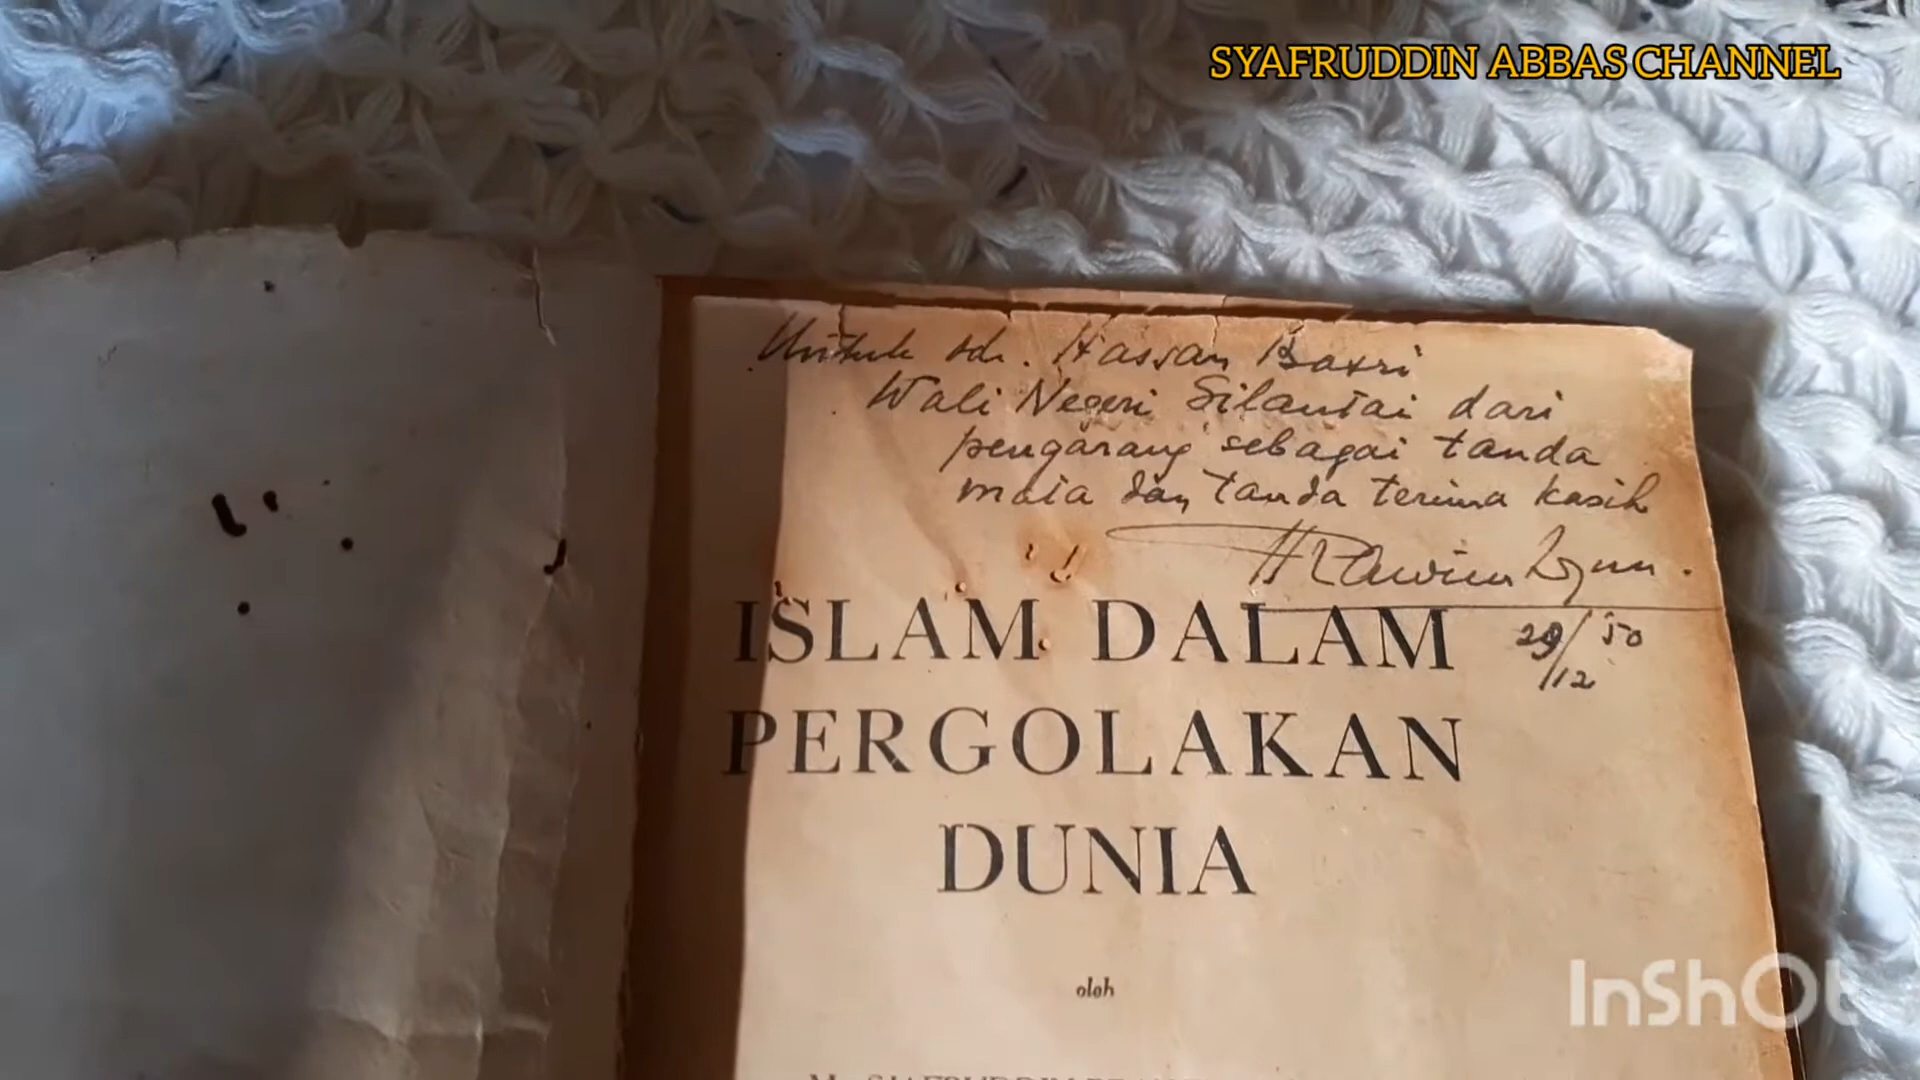 SYAFRUDDIN ABBAS CHANNEL
Untuk sdr. Hassan Basri
Wali Negeri Silantai dari
pengarang sebagai tanda
mata dan tanda terima kasih
29/12 '50
ISLAM DALAM
PERGOLAKAN
DUNIA
oleh
InShOt